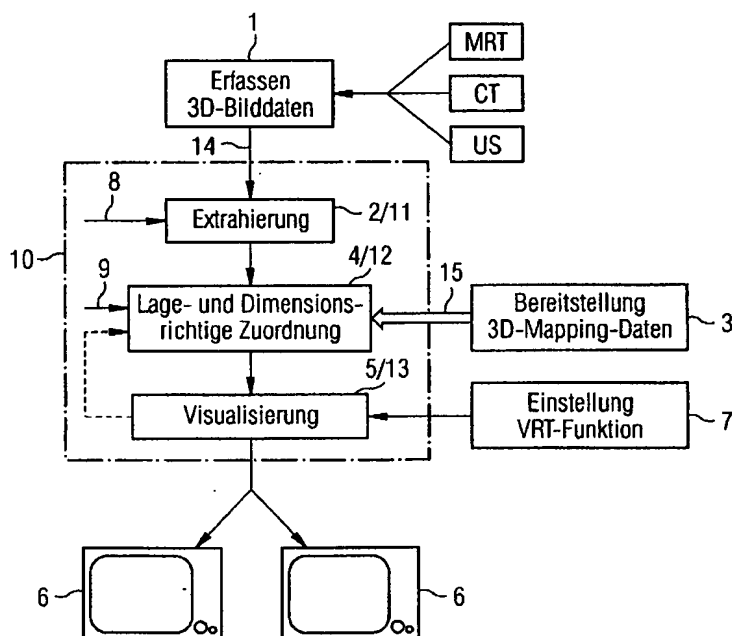 1
MRT
Erfassen
3D-Bilddaten
CT
US
14
8
Extrahierung
2/11
10
9
4/12
Lage- und Dimensions-
richtige Zuordnung
15
Bereitstellung
3D-Mapping-Daten
3
5/13
Visualisierung
Einstellung
VRT-Funktion
7
6
6